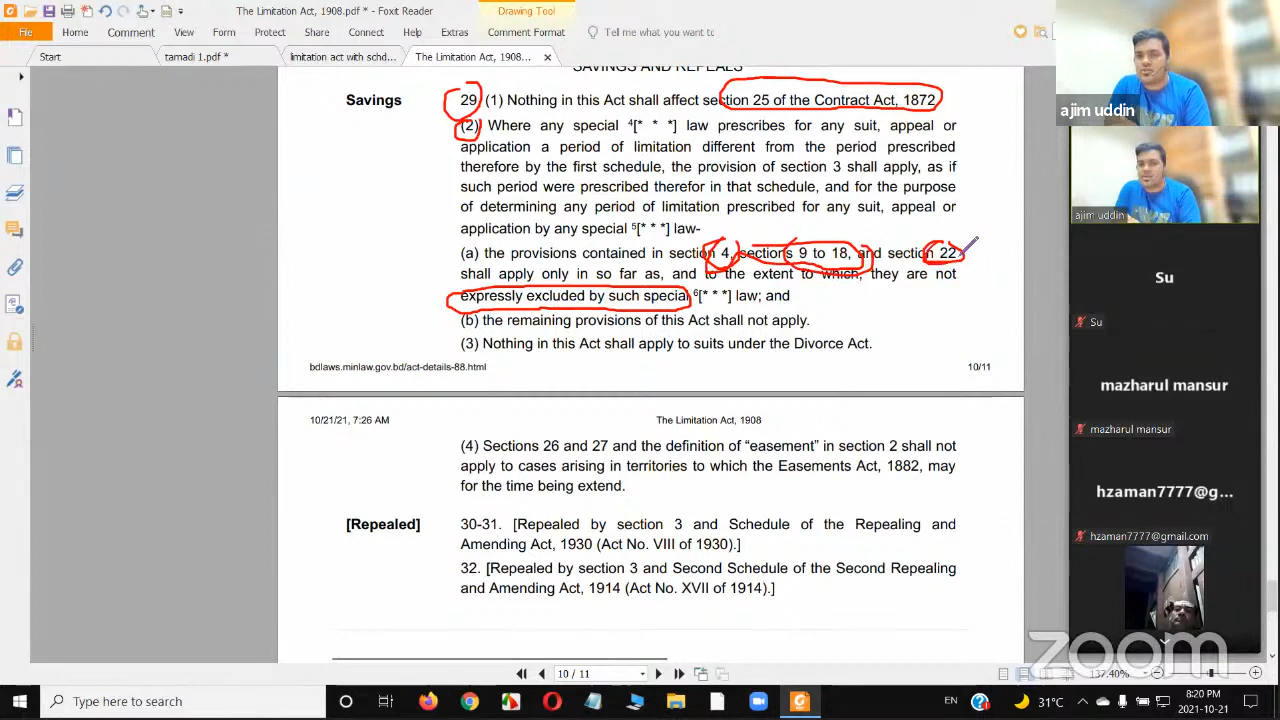 The Limitation Act, 1908.pdf * - Foxit Reader
Drawing Tool
File Home Comment View Form Protect Share Connect Help Extras Comment Format Tell me what you want to
Start tamadi 1.pdf * limitation act with sch... The Limitation Act, 1908...
SAVINGS AND REPEALS
Savings 29. (1) Nothing in this Act shall affect section 25 of the Contract Act, 1872
(2) Where any special ⁴[* * *] law prescribes for any suit, appeal or
application a period of limitation different from the period prescribed
therefore by the first schedule, the provision of section 3 shall apply, as if
such period were prescribed therefor in that schedule, and for the purpose
of determining any period of limitation prescribed for any suit, appeal or
application by any special ⁵[* * *] law-
(a) the provisions contained in section 4, sections 9 to 18, and section 22
shall apply only in so far as, and to the extent to which, they are not
expressly excluded by such special ⁶[* * *] law; and
(b) the remaining provisions of this Act shall not apply.
(3) Nothing in this Act shall apply to suits under the Divorce Act.
bdlaws.minlaw.gov.bd/act-details-88.html 10/11
10/21/21, 7:26 AM The Limitation Act, 1908
(4) Sections 26 and 27 and the definition of “easement” in section 2 shall not
apply to cases arising in territories to which the Easements Act, 1882, may
for the time being extend.
[Repealed] 30-31. [Repealed by section 3 and Schedule of the Repealing and
Amending Act, 1930 (Act No. VIII of 1930).]
32. [Repealed by section 3 and Second Schedule of the Second Repealing
and Amending Act, 1914 (Act No. XVII of 1914).]
10 / 11
137.40%
ajim uddin
ajim uddin
Su
Su
mazharul mansur
mazharul mansur
hzaman7777@g...
hzaman7777@gmail.com
zoom
Type here to search
31°C
EN
8:20 PM
2021-10-21